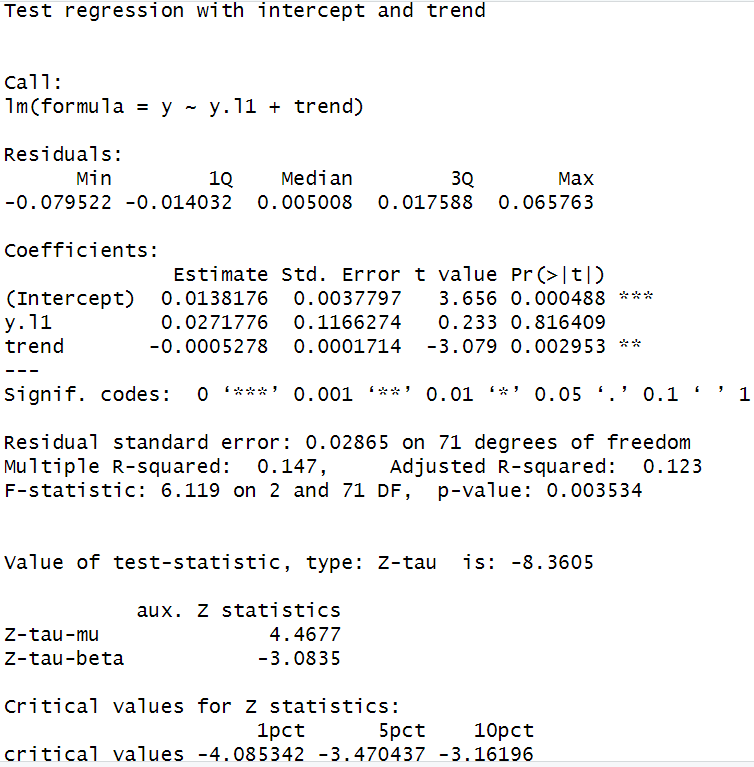 Test regression with intercept and trend
Call:
lm(formula = y ~ y.l1 + trend)
Residuals:
Min 1Q Median 3Q Max
-0.079522 -0.014032 0.005008 0.017588 0.065763
Coefficients:
Estimate Std. Error t value Pr(>|t|)
(Intercept) 0.0138176 0.0037797 3.656 0.000488 ***
y.l1 0.0271776 0.1166274 0.233 0.816409
trend -0.0005278 0.0001714 -3.079 0.002953 **
---
Signif. codes: 0 ‘***’ 0.001 ‘**’ 0.01 ‘*’ 0.05 ‘.’ 0.1 ‘ ’ 1
Residual standard error: 0.02865 on 71 degrees of freedom
Multiple R-squared: 0.147, Adjusted R-squared: 0.123
F-statistic: 6.119 on 2 and 71 DF, p-value: 0.003534
Value of test-statistic, type: Z-tau is: -8.3605
aux. Z statistics
Z-tau-mu 4.4677
Z-tau-beta -3.0835
Critical values for Z statistics:
1pct 5pct 10pct
critical values -4.085342 -3.470437 -3.16196